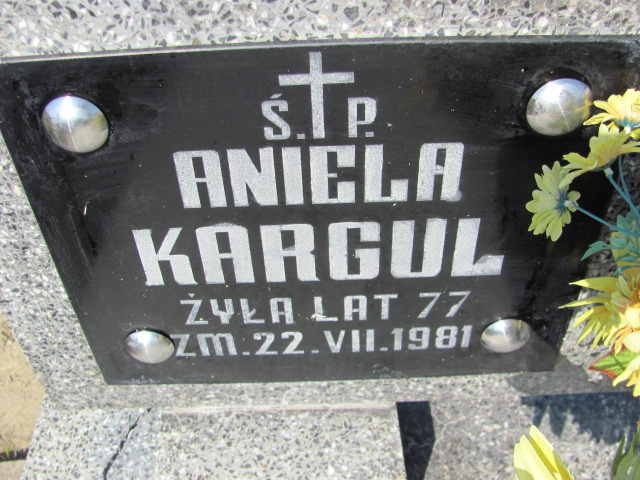 Ś. P.
ANIELA
KARGUL
ŻYŁA LAT 77
ZM. 22. VII. 1981